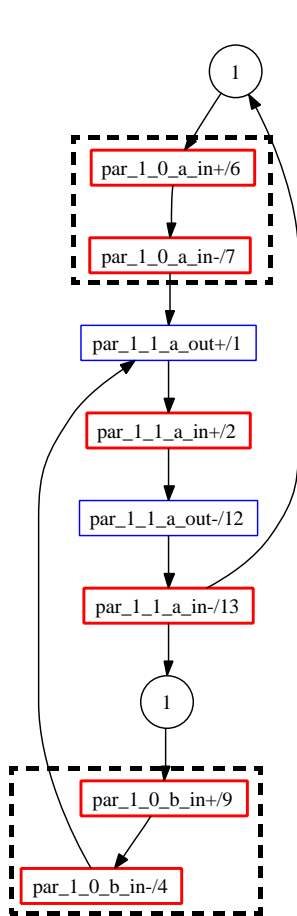 1
par_1_0_a_in+/6
par_1_0_a_in-/7
par_1_1_a_out+/1
par_1_1_a_in+/2
par_1_1_a_out-/12
par_1_1_a_in-/13
1
par_1_0_b_in+/9
par_1_0_b_in-/4